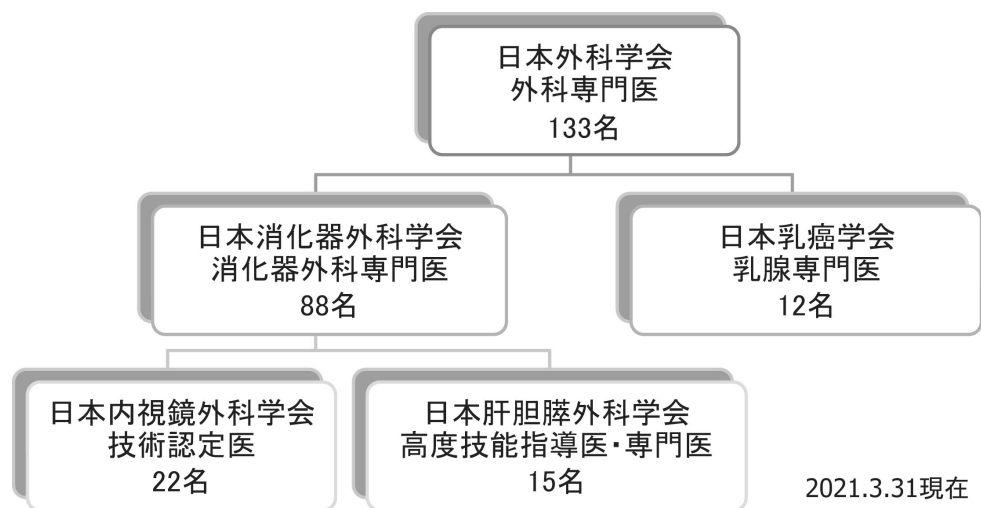 日本外科学会
外科専門医
133名
日本消化器外科学会
消化器外科専門医
88名
日本乳癌学会
乳腺専門医
12名
日本内視鏡外科学会
技術認定医
22名
日本肝胆膵外科学会
高度技能指導医・専門医
15名
2021.3.31現在